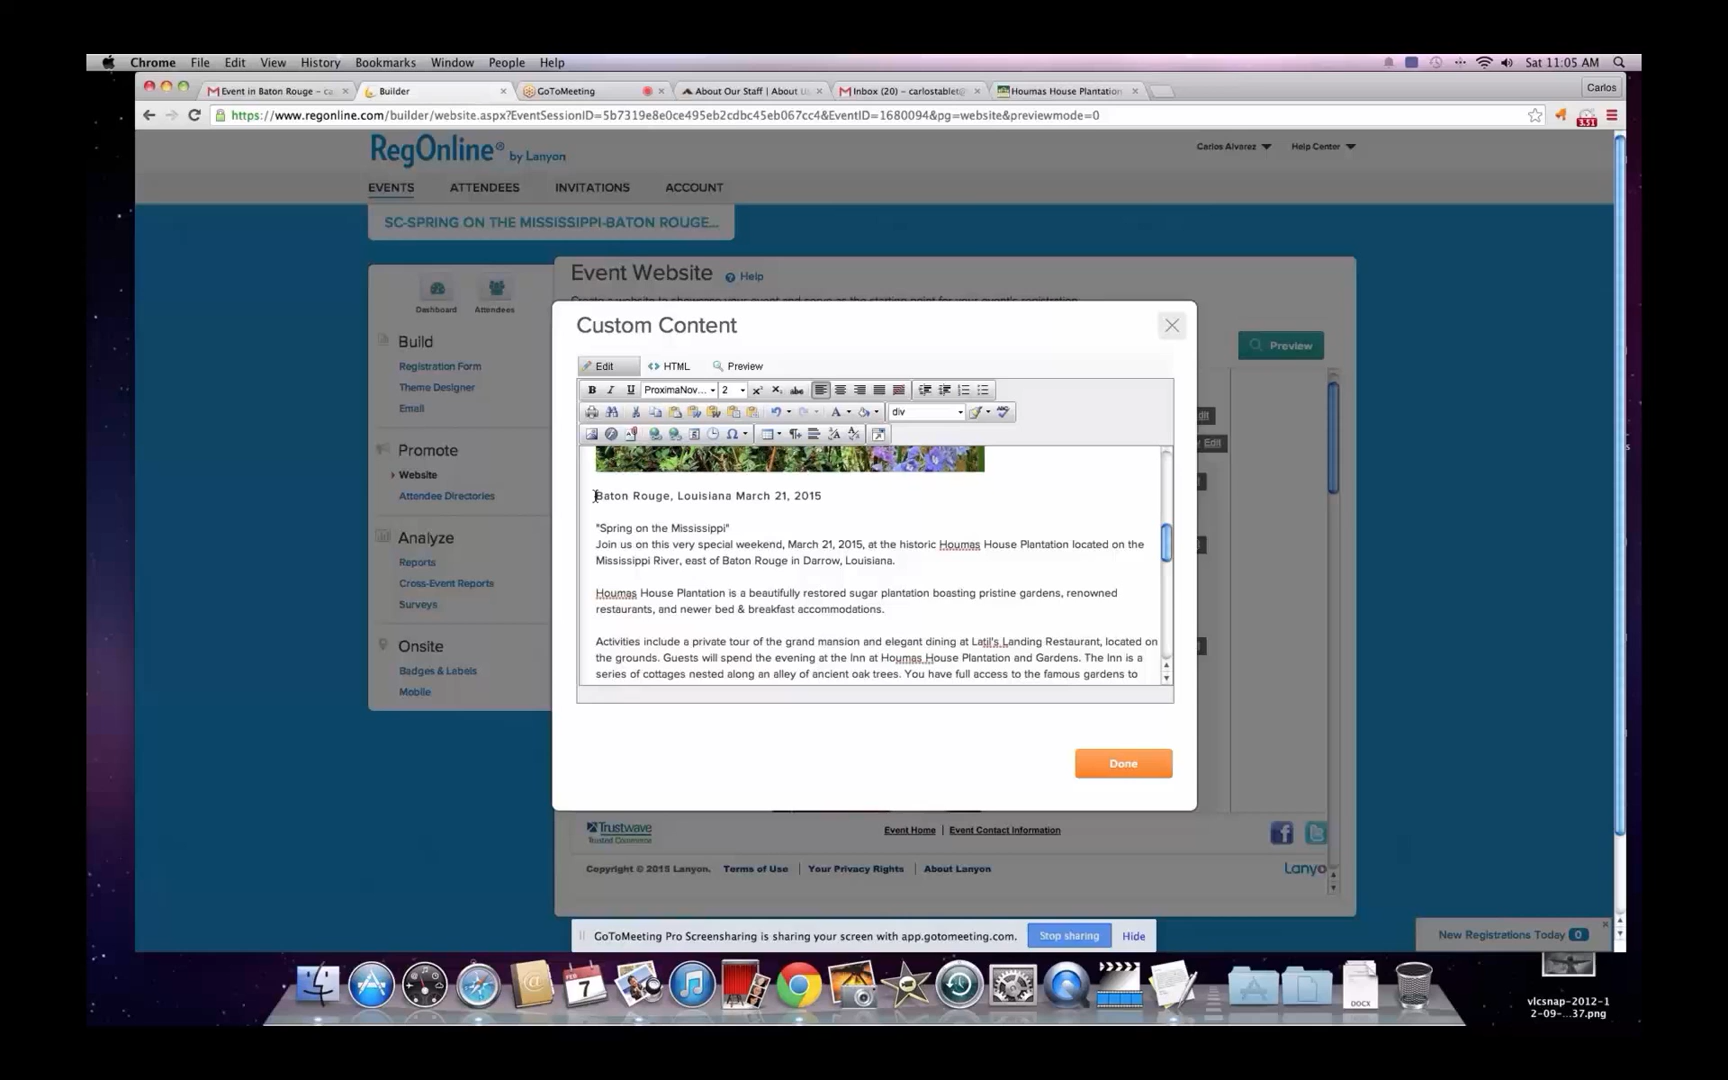 Chrome File Edit View History Bookmarks Window People Help Sat 11:05 AM
Event in Baton Rouge – ca Builder GoToMeeting About Our Staff | About Us Inbox (20) – carlostablet@ Houmas House Plantation Carlos
https://www.regonline.com/builder/website.aspx?EventSessionID=5b7319e8e0ce495eb2cdbc45eb067cc4&EventID=1680094&pg=website&previewmode=0
3.51
RegOnline® by Lanyon
Carlos Alvarez Help Center
EVENTS ATTENDEES INVITATIONS ACCOUNT
SC-SPRING ON THE MISSISSIPPI-BATON ROUGE...
Dashboard Attendees
Build
Registration Form
Theme Designer
Email
Promote
Website
Attendee Directories
Analyze
Reports
Cross-Event Reports
Surveys
Onsite
Badges & Labels
Mobile
Event Website Help
Preview
Edit
Custom Content
Edit HTML Preview
B I U ProximaNov... 2 abc
div
Baton Rouge, Louisiana March 21, 2015
"Spring on the Mississippi"
Join us on this very special weekend, March 21, 2015, at the historic Houmas House Plantation located on the
Mississippi River, east of Baton Rouge in Darrow, Louisiana.
Houmas House Plantation is a beautifully restored sugar plantation boasting pristine gardens, renowned
restaurants, and newer bed & breakfast accommodations.
Activities include a private tour of the grand mansion and elegant dining at Latil's Landing Restaurant, located on
the grounds. Guests will spend the evening at the Inn at Houmas House Plantation and Gardens. The Inn is a
series of cottages nested along an alley of ancient oak trees. You have full access to the famous gardens to
Done
Trustwave
Trusted Commerce
Event Home | Event Contact Information
Copyright © 2015 Lanyon. Terms of Use | Your Privacy Rights | About Lanyon
Lanyo
GoToMeeting Pro Screensharing is sharing your screen with app.gotomeeting.com. Stop sharing Hide
New Registrations Today 0
FEB
7
DOCX
vlcsnap-2012-1
2-09-...37.png